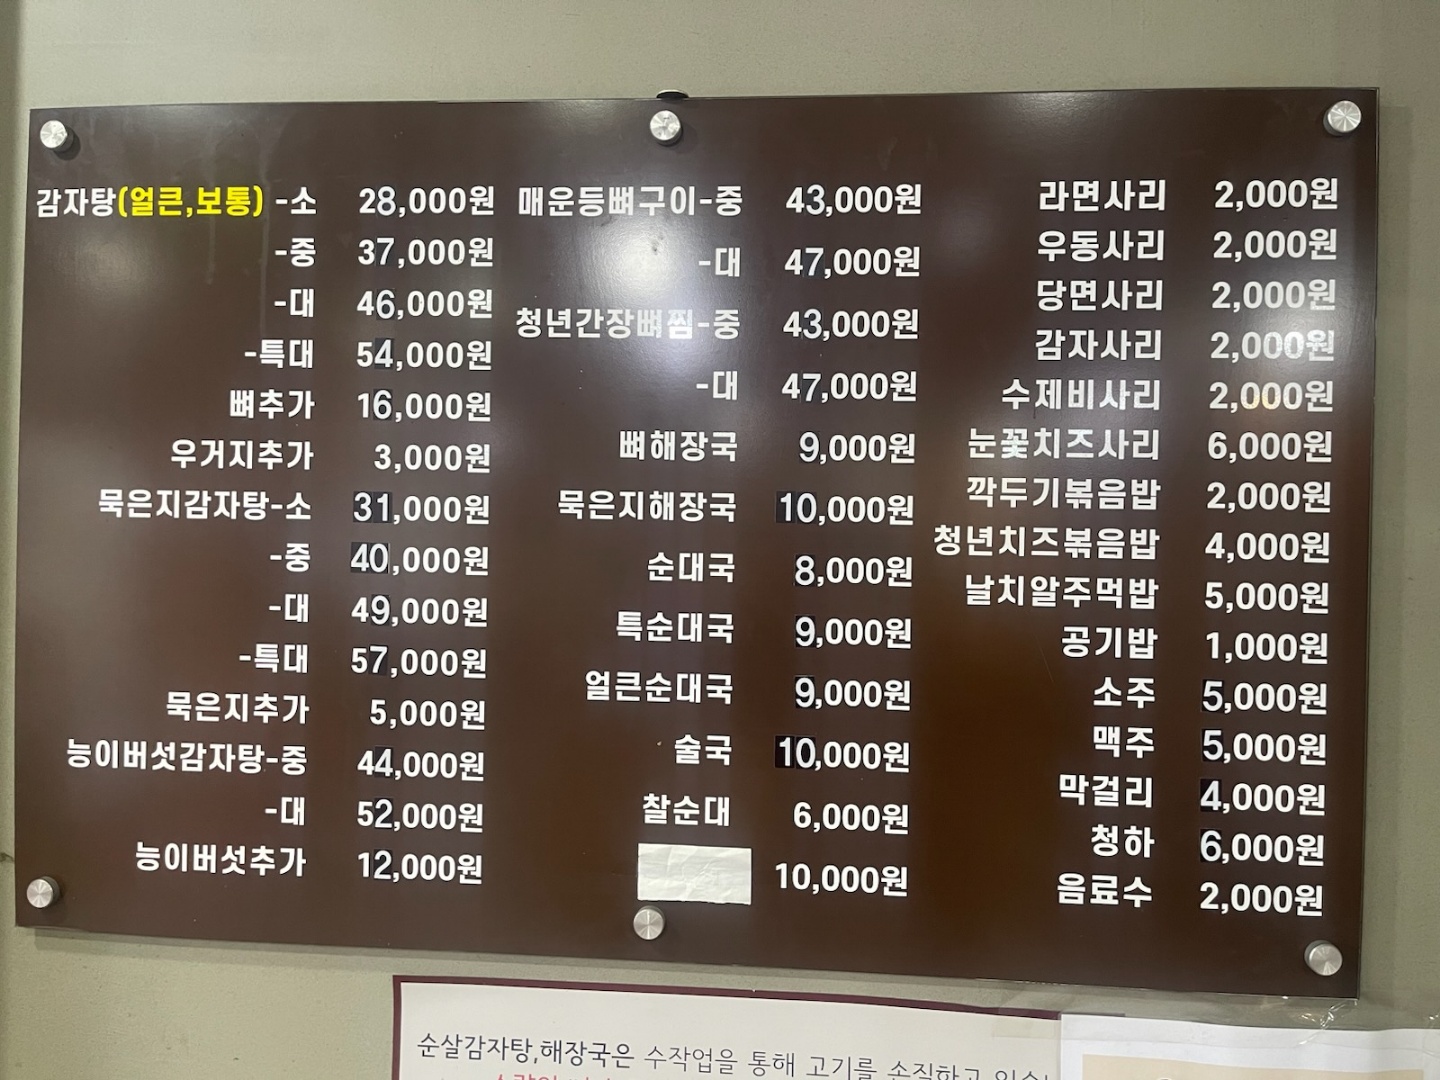 감자탕(얼큰,보통) -소 28,000원
-중 37,000원
-대 46,000원
-특대 54,000원
뼈추가 16,000원
우거지추가 3,000원
묵은지감자탕-소 31,000원
-중 40,000원
-대 49,000원
-특대 57,000원
묵은지추가 5,000원
능이버섯감자탕-중 44,000원
-대 52,000원
능이버섯추가 12,000원
매운등뼈구이-중 43,000원
-대 47,000원
청년간장뼈찜-중 43,000원
-대 47,000원
뼈해장국 9,000원
묵은지해장국 10,000원
순대국 8,000원
특순대국 9,000원
얼큰순대국 9,000원
술국 10,000원
찰순대 6,000원
10,000원
라면사리 2,000원
우동사리 2,000원
당면사리 2,000원
감자사리 2,000원
수제비사리 2,000원
눈꽃치즈사리 6,000원
깍두기볶음밥 2,000원
청년치즈볶음밥 4,000원
날치알주먹밥 5,000원
공기밥 1,000원
소주 5,000원
맥주 5,000원
막걸리 4,000원
청하 6,000원
음료수 2,000원
순살감자탕,해장국은 수작업을 통해 고기를 손질하고